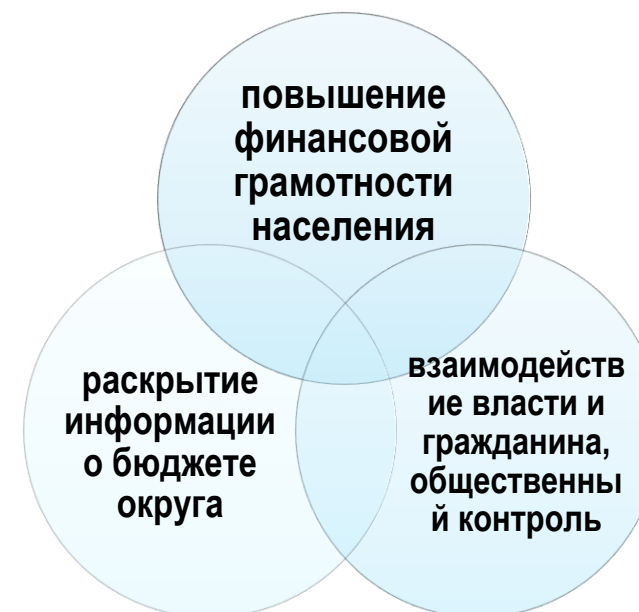 повышение
финансовой
грамотности
населения
раскрытие
информации
о бюджете
округа
взаимодейств
ие власти и
гражданина,
общественны
й контроль